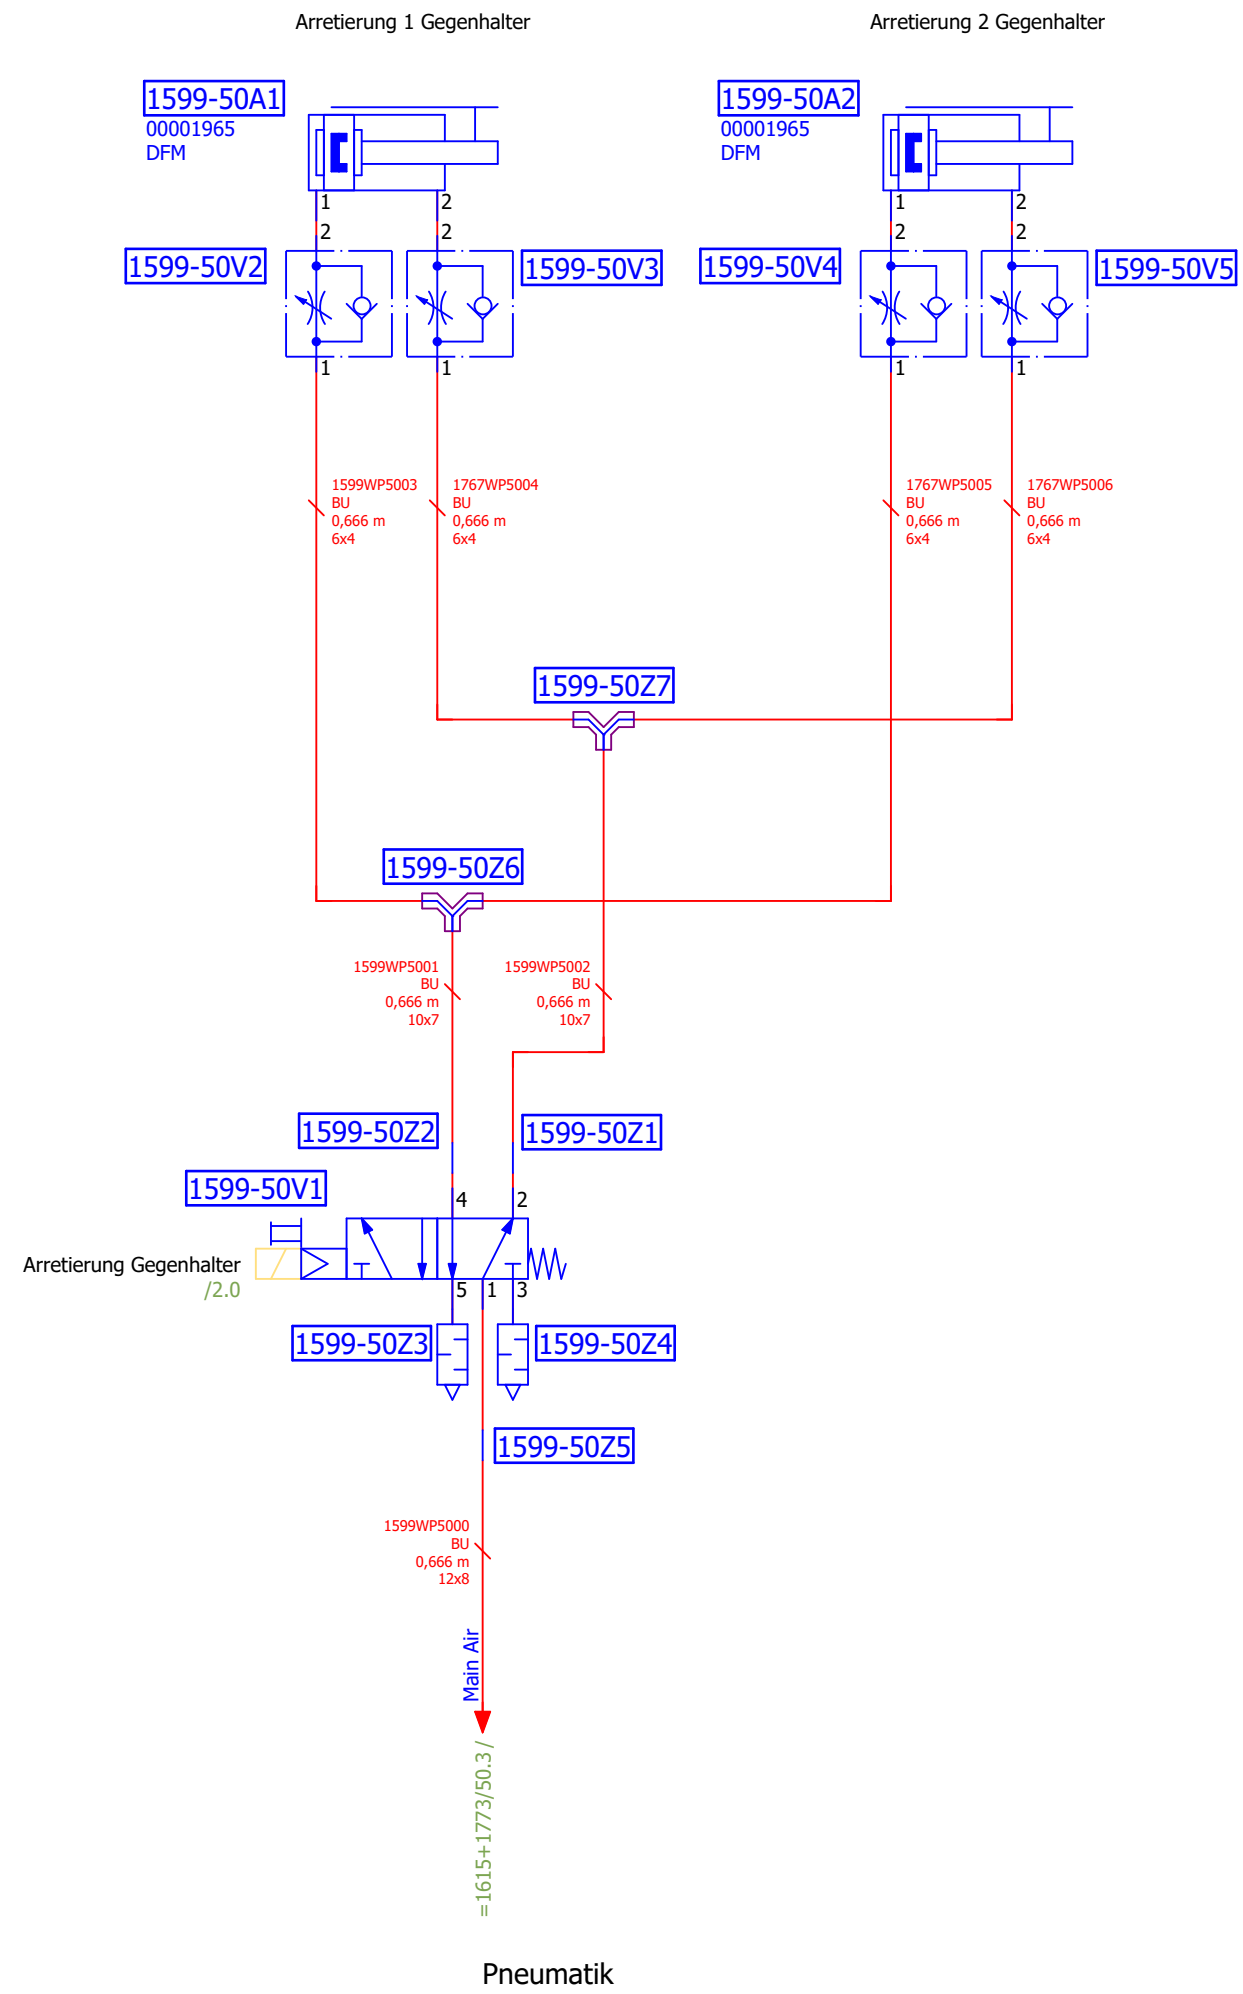 Arretierung 1 Gegenhalter
Arretierung 2 Gegenhalter
1599-50A1
00001965
DFM
1599-50A2
00001965
DFM
1
2
1
2
2
2
2
2
1599-50V2
1599-50V3
1599-50V4
1599-50V5
1
1
1
1
1599WP5003
BU
0,666 m
6x4
1767WP5004
BU
0,666 m
6x4
1767WP5005
BU
0,666 m
6x4
1767WP5006
BU
0,666 m
6x4
1599-50Z7
1599-50Z6
1599WP5001
BU
0,666 m
10x7
1599WP5002
BU
0,666 m
10x7
1599-50Z2
1599-50Z1
1599-50V1
4
2
Arretierung Gegenhalter
/2.0
5
1
3
1599-50Z3
1599-50Z4
1599-50Z5
1599WP5000
BU
0,666 m
12x8
Main Air
=1615+1773/50.3 /
Pneumatik